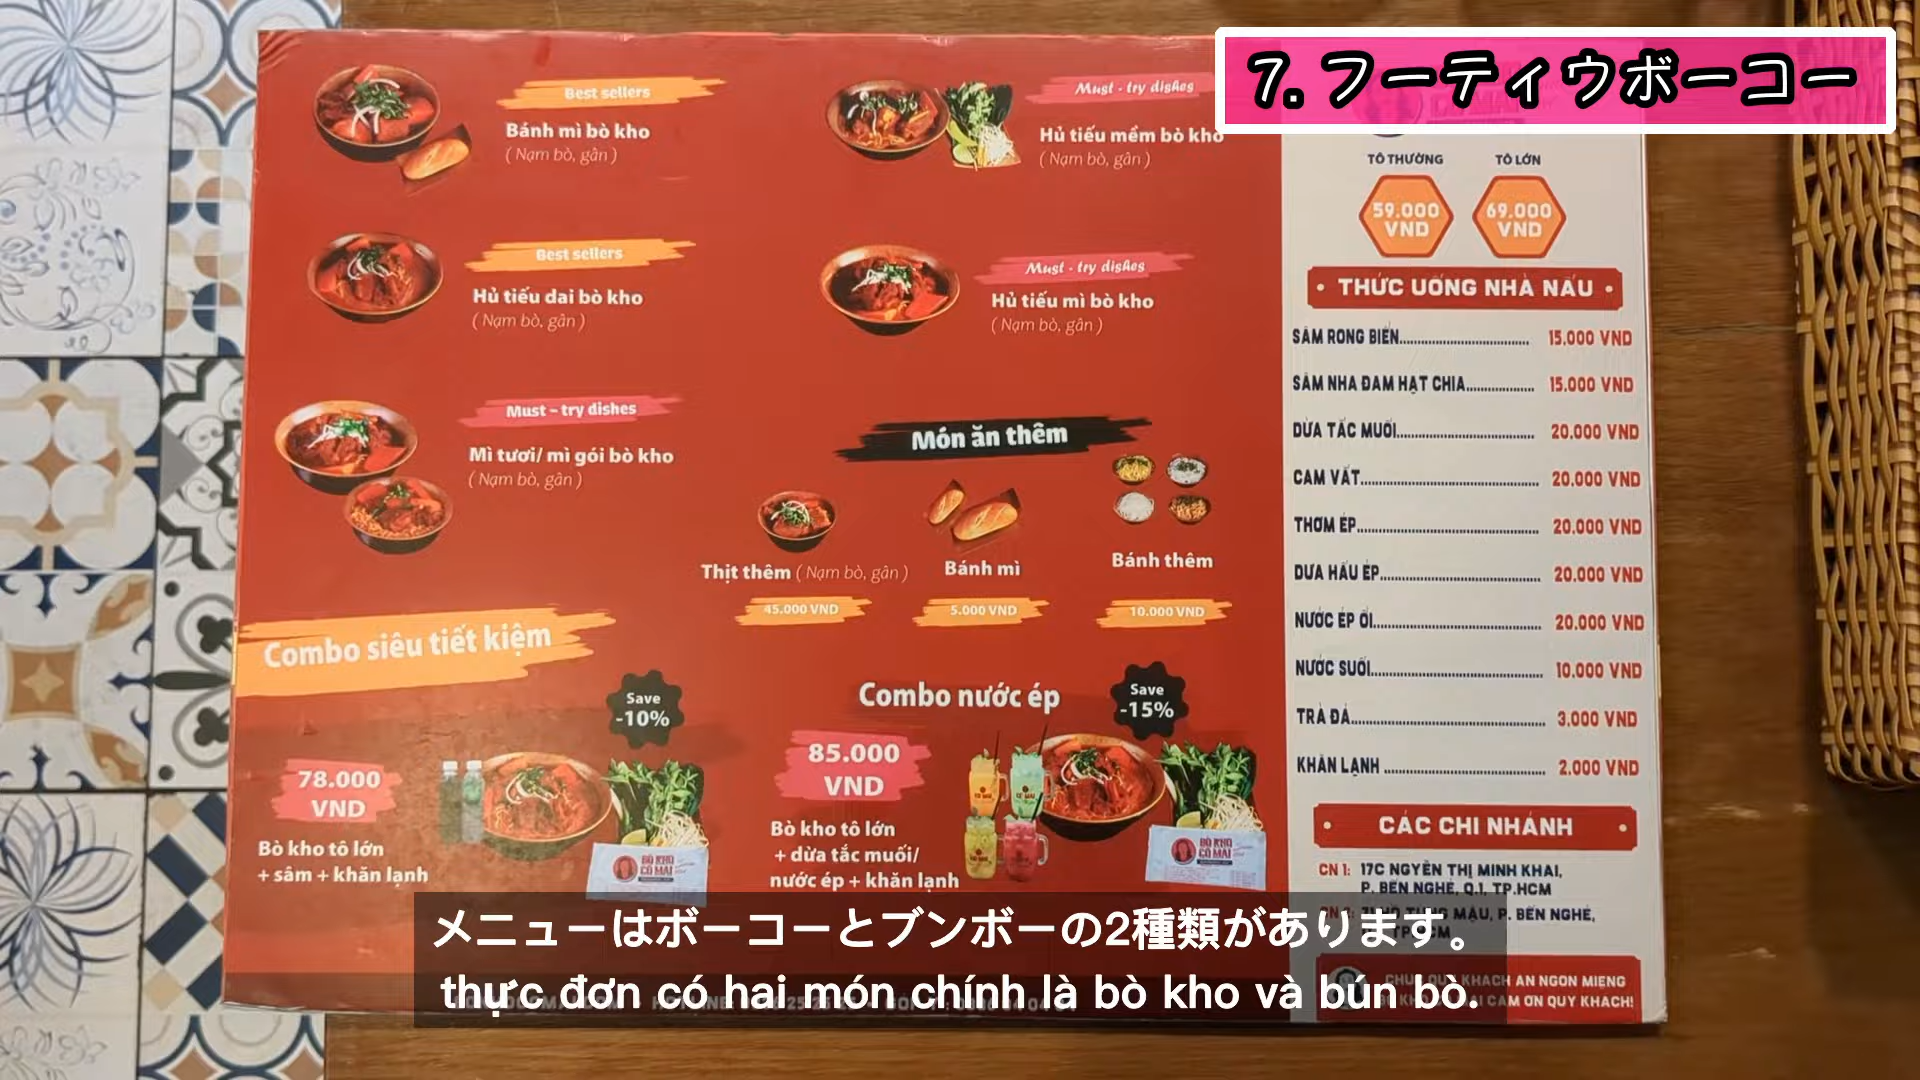 7. フーティウボーコー
Best sellers
Bánh mì bò kho
( Nạm bò, gân )
Must - try dishes
Hủ tiếu mềm bò kho
( Nạm bò, gân )
Best sellers
Hủ tiếu dai bò kho
( Nạm bò, gân )
Must - try dishes
Hủ tiếu mì bò kho
( Nạm bò, gân )
Must - try dishes
Mì tươi/ mì gói bò kho
( Nạm bò, gân )
Món ăn thêm
Thịt thêm ( Nạm bò, gân )
45.000 VND
Bánh mì
5.000 VND
Bánh thêm
10.000 VND
Combo siêu tiết kiệm
Save
-10%
78.000
VND
Bò kho tô lớn
+ sâm + khăn lạnh
BÒ KHO
CÔ MAI
Combo nước ép
Save
-15%
85.000
VND
Bò kho tô lớn
+ dừa tắc muối/
nước ép + khăn lạnh
BÒ KHO
CÔ MAI
TÔ THƯỜNG
59.000
VND
TÔ LỚN
69.000
VND
THỨC UỐNG NHÀ NẤU
SÂM RONG BIỂN 15.000 VND
SÂM NHA ĐAM HẠT CHIA 15.000 VND
DỪA TẮC MUỐI 20.000 VND
CAM VẮT 20.000 VND
THƠM ÉP 20.000 VND
DƯA HẤU ÉP 20.000 VND
NƯỚC ÉP ỔI 20.000 VND
NƯỚC SUỐI 10.000 VND
TRÀ ĐÁ 3.000 VND
KHĂN LẠNH 2.000 VND
CÁC CHI NHÁNH
CN 1: 17C NGUYỄN THỊ MINH KHAI,
P. BẾN NGHÉ, Q.1, TP.HCM
MẬU, P. BẾN NGHÉ,
メニューはボーコーとブンボーの2種類があります。
thực đơn có hai món chính là bò kho và bún bò.